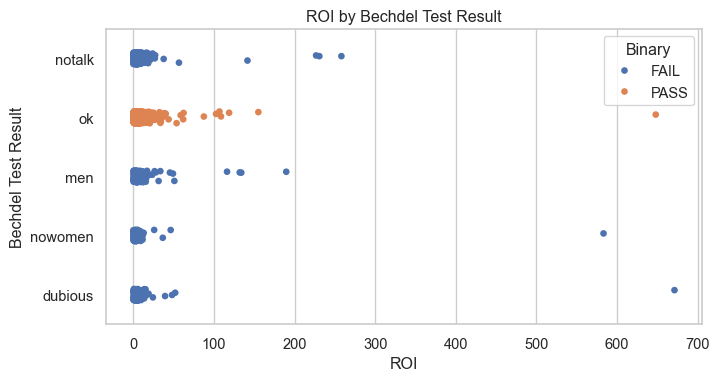 ROI by Bechdel Test Result
Binary
FAIL
PASS
Bechdel Test Result
notalk
ok
men
nowomen
dubious
0 100 200 300 400 500 600 700
ROI